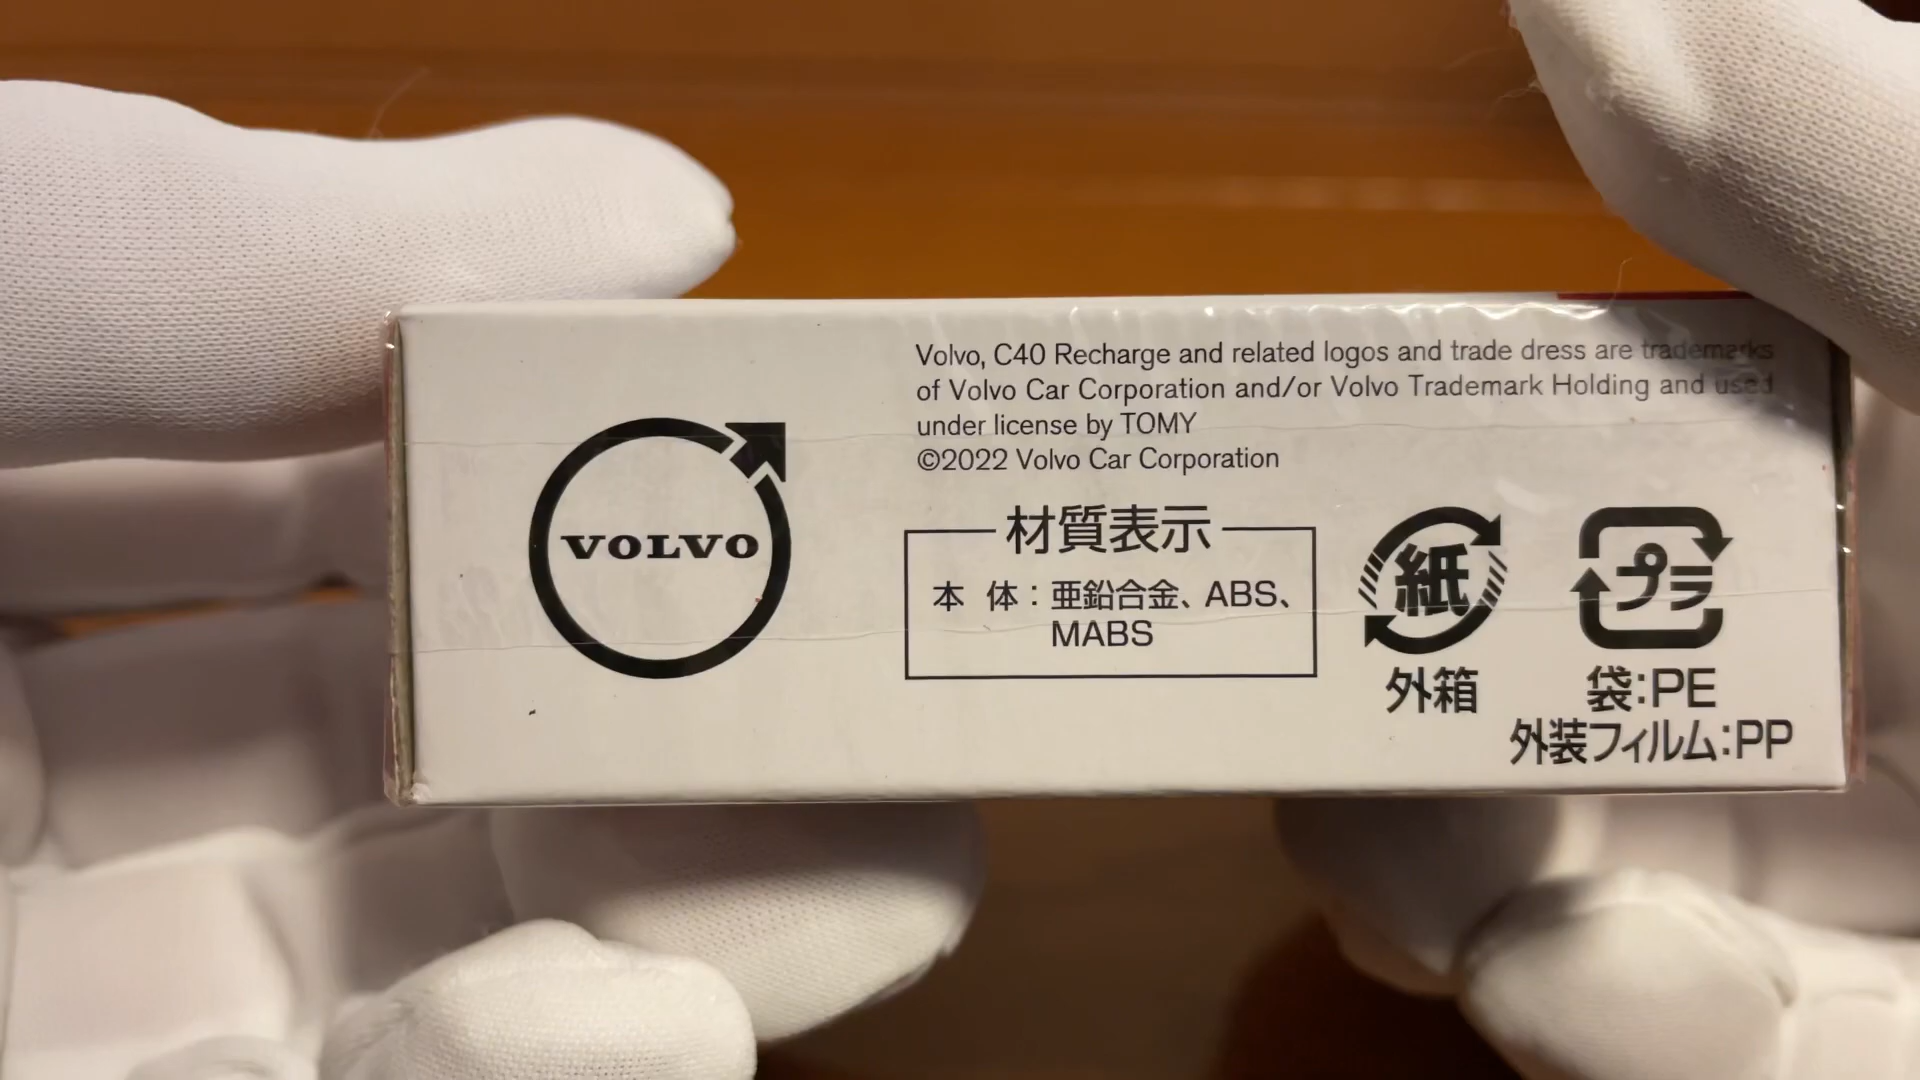 VOLVO
Volvo, C40 Recharge and related logos and trade dress are trademarks
of Volvo Car Corporation and/or Volvo Trademark Holding and used
under license by TOMY
©2022 Volvo Car Corporation
材質表示
本 体：亜鉛合金、ABS、
MABS
紙
外箱
プラ
袋：PE
外装フィルム：PP